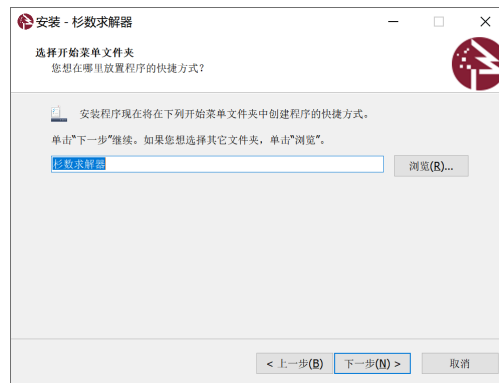 安装 - 杉数求解器
选择开始菜单文件夹
您想在哪里放置程序的快捷方式?
安装程序现在将在下列开始菜单文件夹中创建程序的快捷方式。
单击“下一步”继续。如果您想选择其它文件夹，单击“浏览”。
杉数求解器
浏览(R)...
< 上一步(B)
下一步(N) >
取消